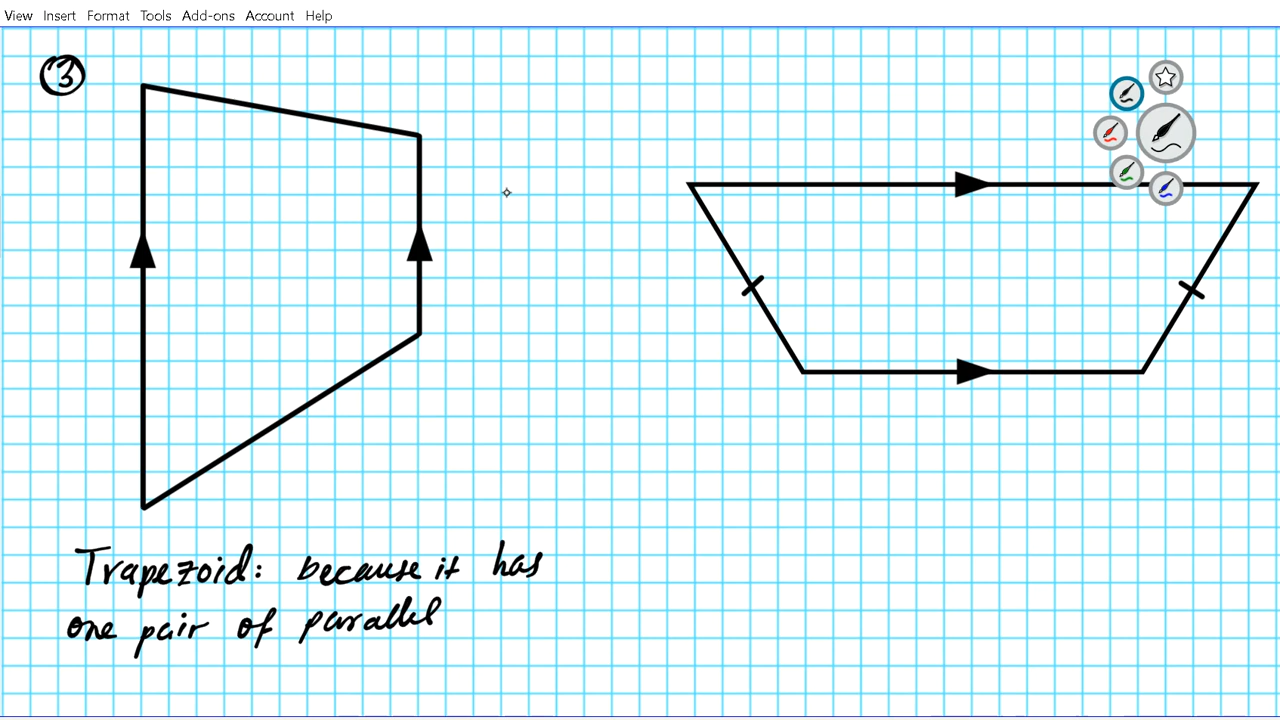 View Insert Format Tools Add-ons Account Help
3
Trapezoid: because it has
one pair of parallel